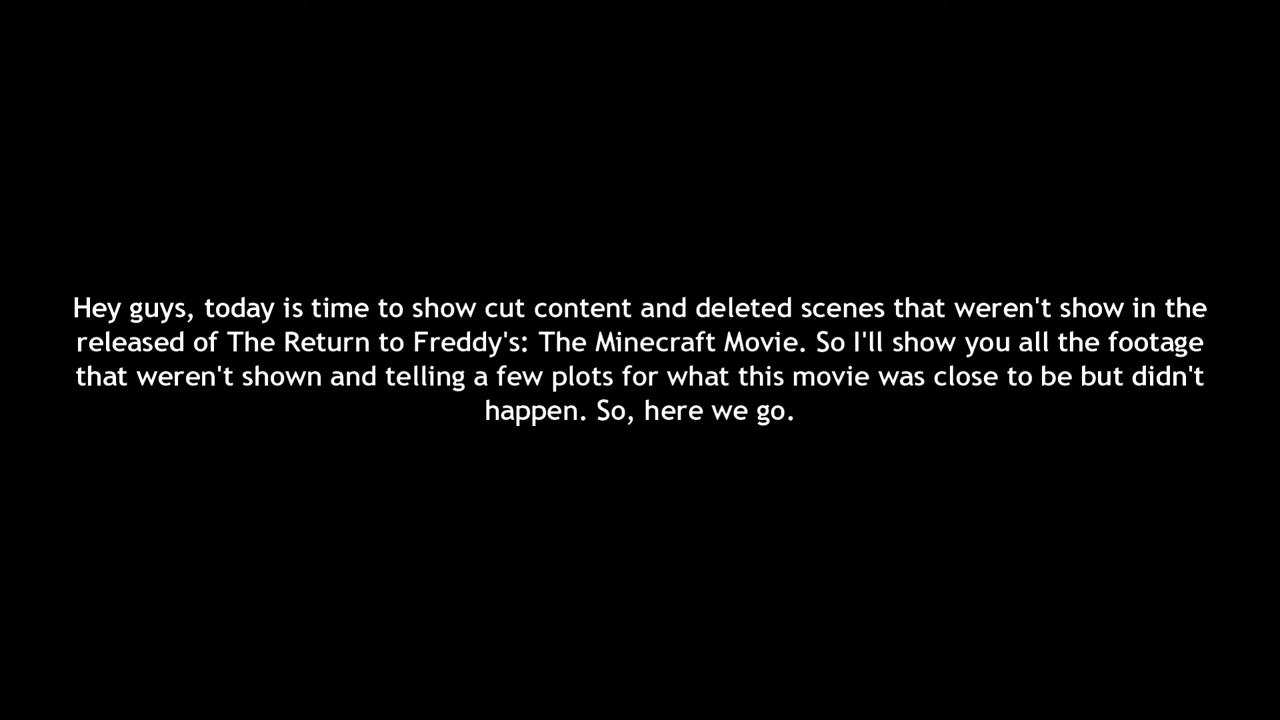 Hey guys, today is time to show cut content and deleted scenes that weren't show in the
released of The Return to Freddy's: The Minecraft Movie. So I'll show you all the footage
that weren't shown and telling a few plots for what this movie was close to be but didn't
happen. So, here we go.